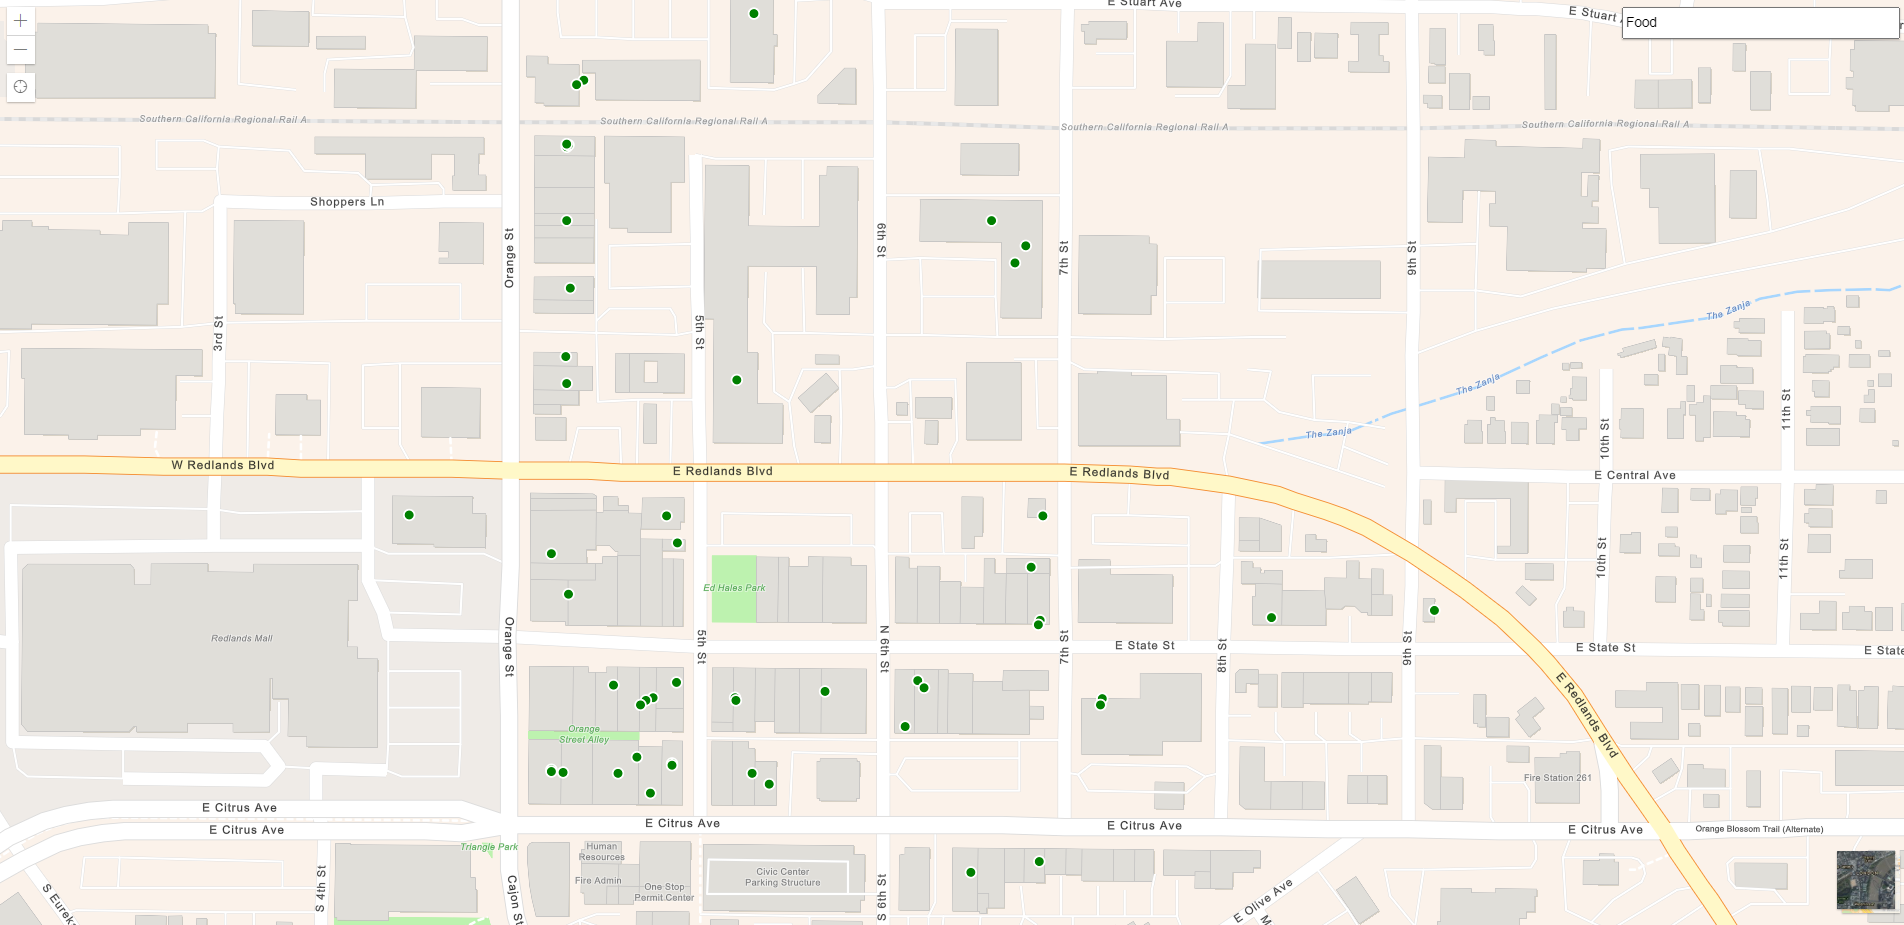 E Stuart Ave
E Stuart
Food
Southern California Regional Rail A
Southern California Regional Rail A
Southern California Regional Rail A
Southern California Regional Rail A
Shoppers Ln
Orange St
6th St
7th St
9th St
3rd St
5th St
The Zanja
The Zanja
The Zanja
10th St
11th St
W Redlands Blvd
E Redlands Blvd
E Redlands Blvd
E Central Ave
10th St
11th St
Ed Hales Park
Redlands Mall
Orange St
5th St
N 6th St
7th St
E State St
8th St
9th St
E State St
E State
E Redlands Blvd
Orange
Street Alley
Fire Station 261
E Citrus Ave
E Citrus Ave
E Citrus Ave
E Citrus Ave
E Citrus Ave
Orange Blossom Trail (Alternate)
Triangle Park
Human
Resources
Fire Admin
One Stop
Permit Center
Civic Center
Parking Structure
S Eureka
S 4th St
Cajon St
S 6th St
E Olive Ave